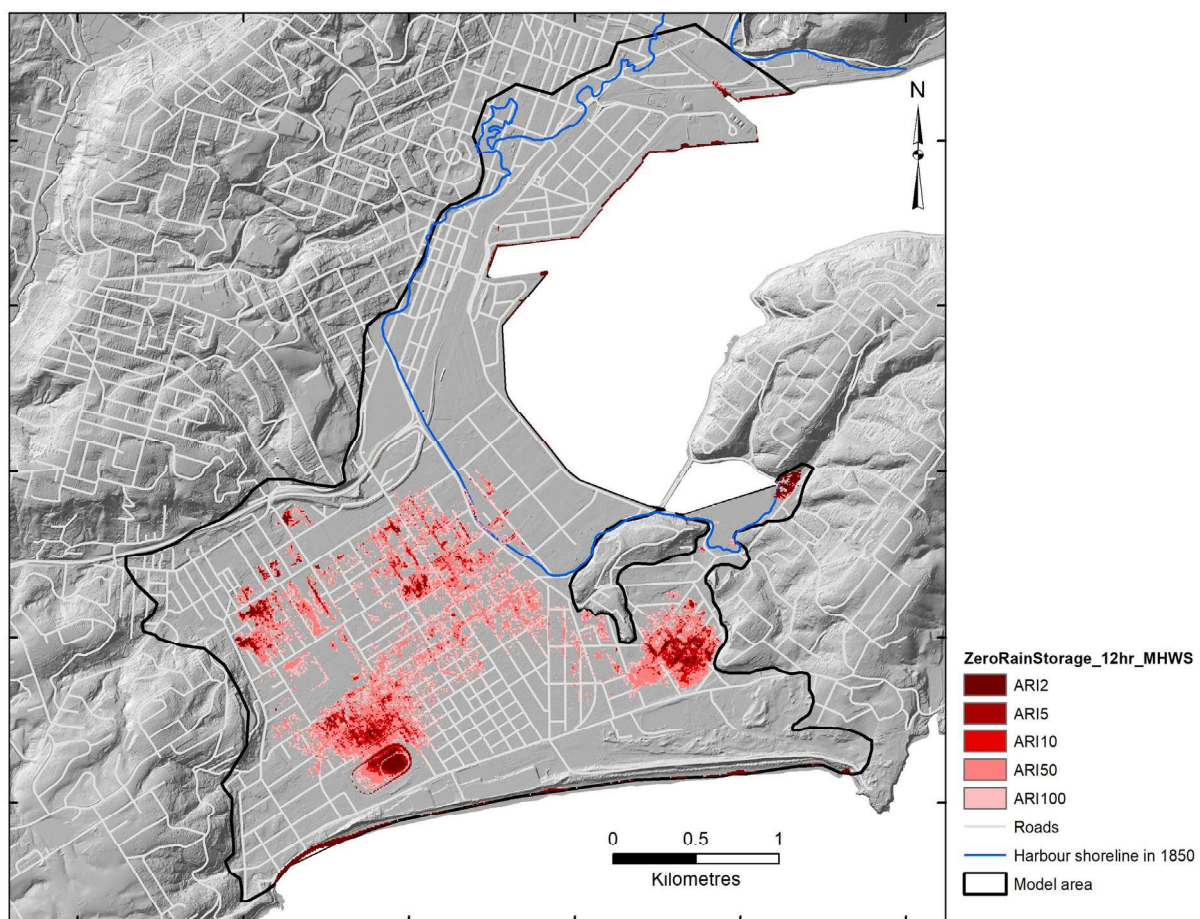 N
0 0.5 1
Kilometres
ZeroRainStorage_12hr_MHWS
ARI2
ARI5
ARI10
ARI50
ARI100
Roads
Harbour shoreline in 1850
Model area